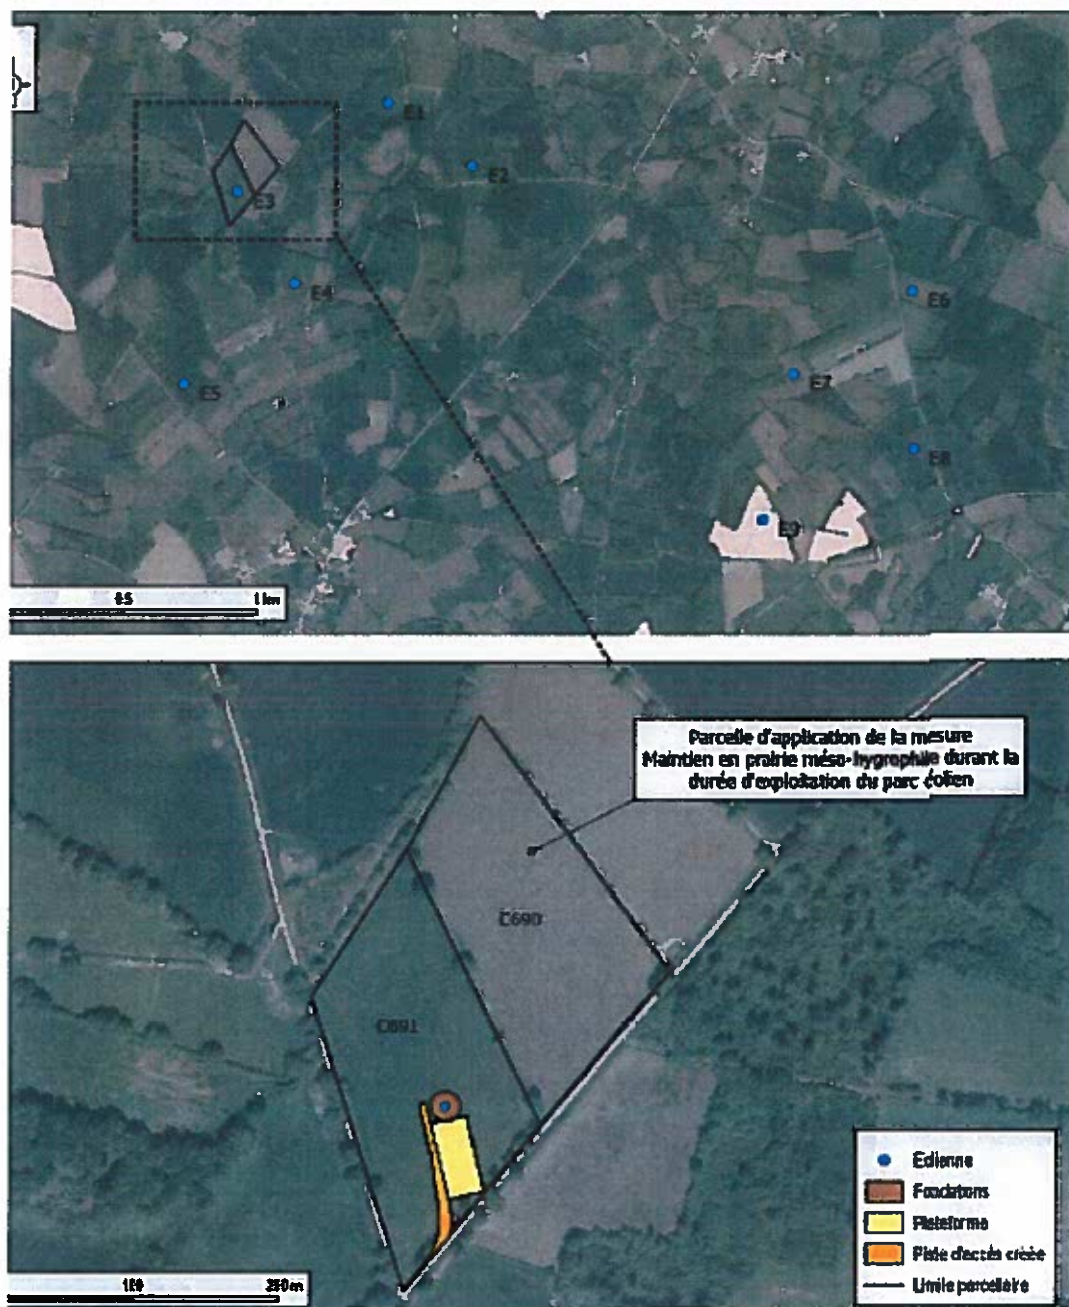 E1
E2
E3
E4
E5
E6
E7
E8
E9
0.5
1 km
Parcelle d'application de la mesure
Maintien en prairie méso-hygrophile durant la
durée d'exploitation du parc éolien
C690
C691
Eolienne
Fondations
Plateforme
Piste d'accès créée
Limite parcellaire